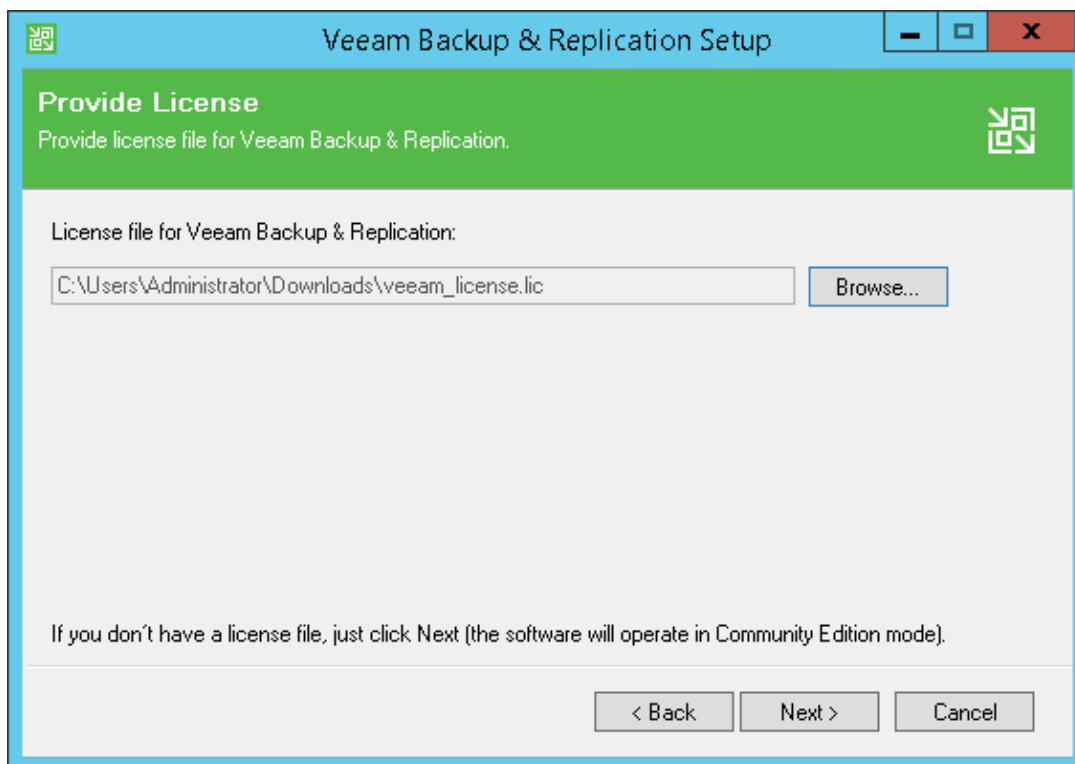 Veeam Backup & Replication Setup
Provide License
Provide license file for Veeam Backup & Replication.
License file for Veeam Backup & Replication:
C:\Users\Administrator\Downloads\veeam_license.lic
Browse...
If you don´t have a license file, just click Next (the software will operate in Community Edition mode).
< Back
Next >
Cancel